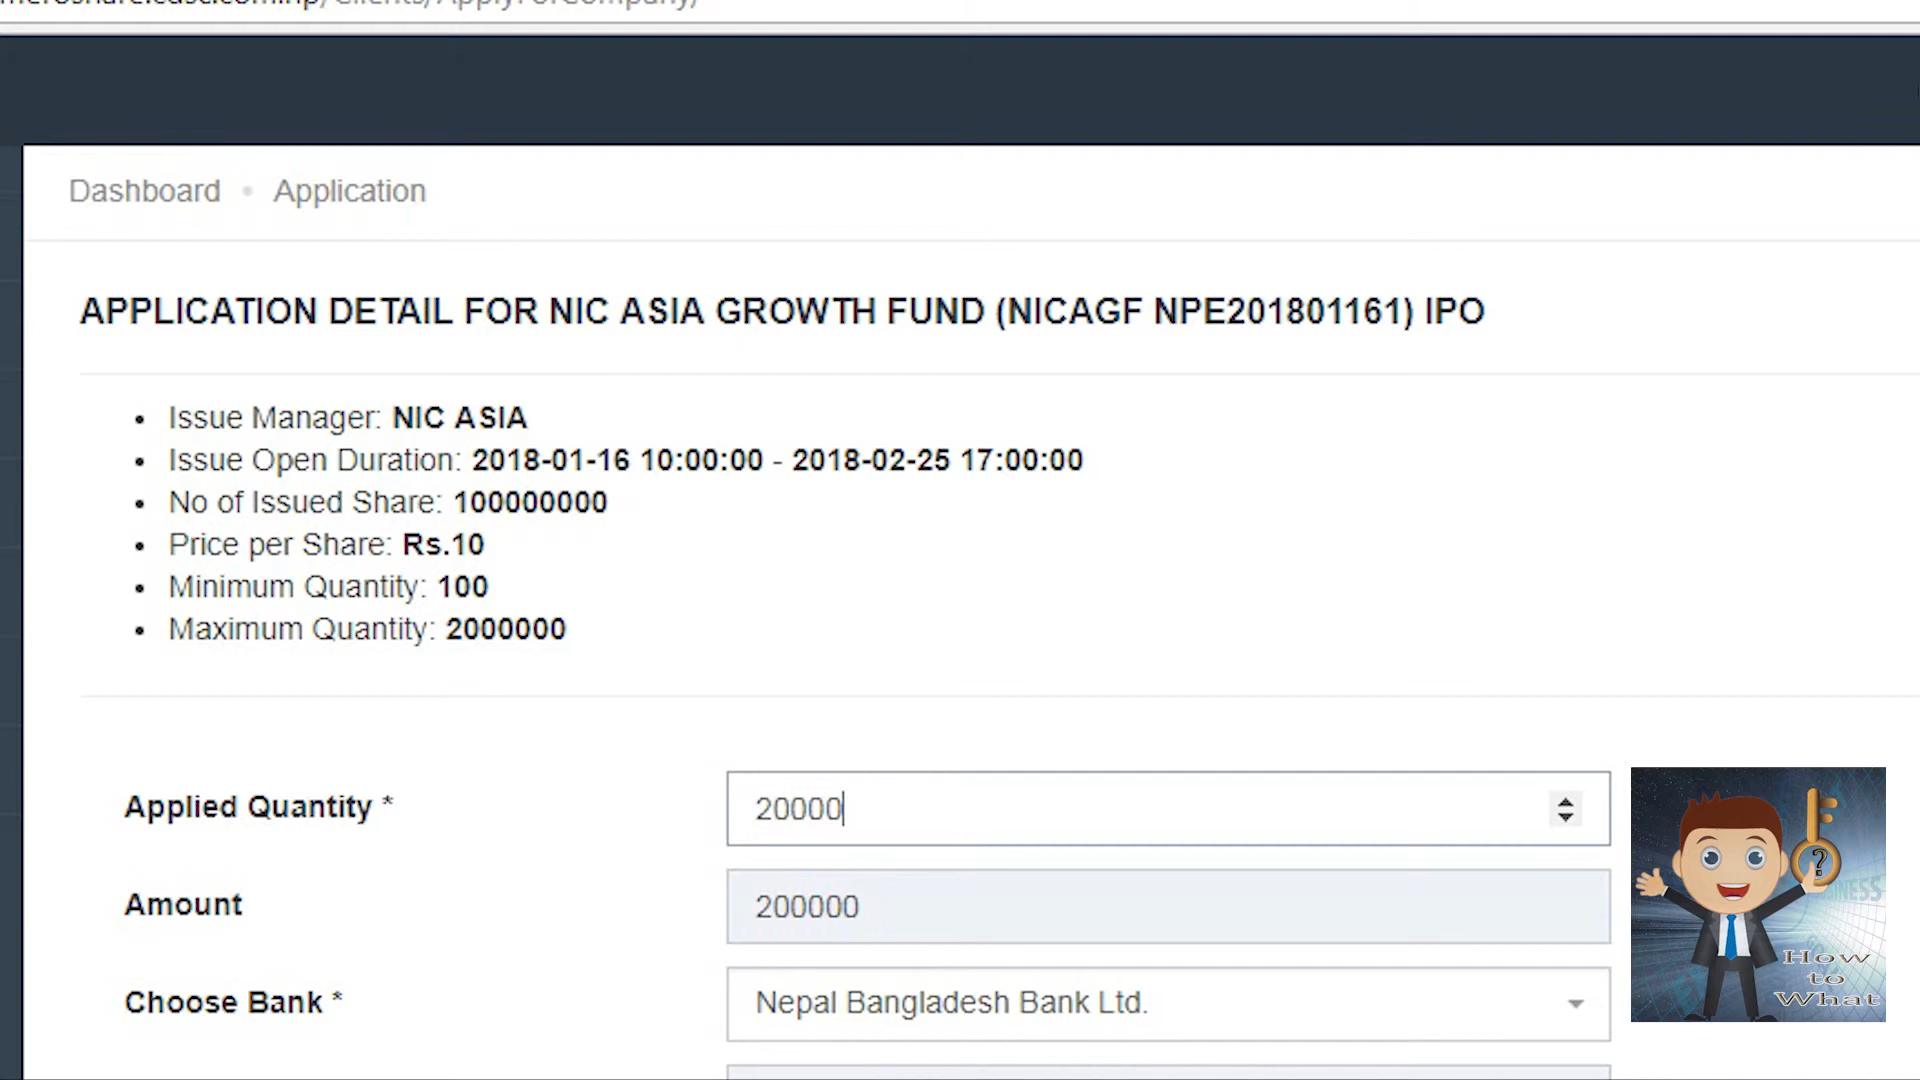 Dashboard • Application
APPLICATION DETAIL FOR NIC ASIA GROWTH FUND (NICAGF NPE201801161) IPO
• Issue Manager: NIC ASIA
• Issue Open Duration: 2018-01-16 10:00:00 - 2018-02-25 17:00:00
• No of Issued Share: 100000000
• Price per Share: Rs.10
• Minimum Quantity: 100
• Maximum Quantity: 2000000
Applied Quantity * 20000
Amount 200000
Choose Bank * Nepal Bangladesh Bank Ltd.
?
How
to
What